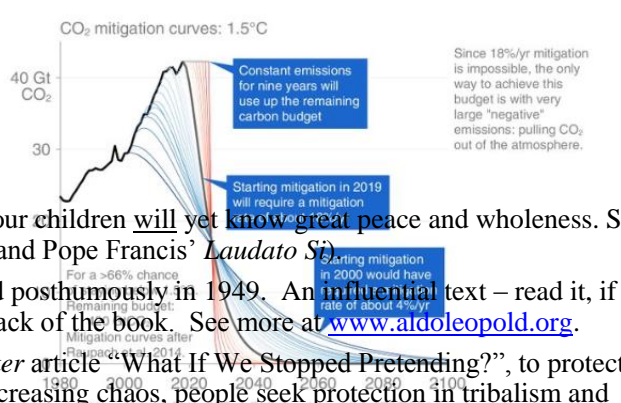 CO₂ mitigation curves: 1.5°C
40 Gt
CO₂
30
Constant emissions
for nine years will
use up the remaining
carbon budget
Since 18%/yr mitigation
is impossible, the only
way to achieve this
budget is with very
large "negative"
emissions: pulling CO₂
out of the atmosphere.
Starting mitigation in 2019
will require a mitigation
our children will yet know great peace and wholeness. S
and Pope Francis' Laudato Si).
Starting mitigation
in 2000 would have
rate of about 4%/yr
For a >66% chance
d posthumously in 1949. An influential text – read it, if
Remaining budget:
ack of the book. See more at www.aldoleopold.org.
Mitigation curves after
Raupach et al. 2014
ter article "What If We Stopped Pretending?", to protect
0
1980 2000 2020 2040 2060 2080 2100
creasing chaos, people seek protection in tribalism and